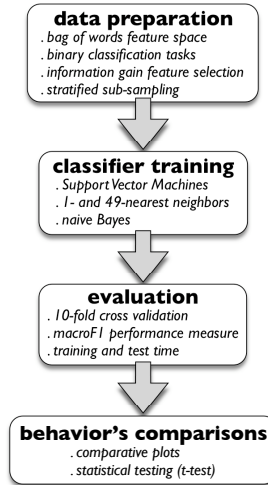 data preparation
. bag of words feature space
. binary classification tasks
. information gain feature selection
. stratified sub-sampling
classifier training
. Support Vector Machines
. 1- and 49-nearest neighbors
. naive Bayes
evaluation
. 10-fold cross validation
. macroF1 performance measure
. training and test time
behavior's comparisons
. comparative plots
. statistical testing (t-test)